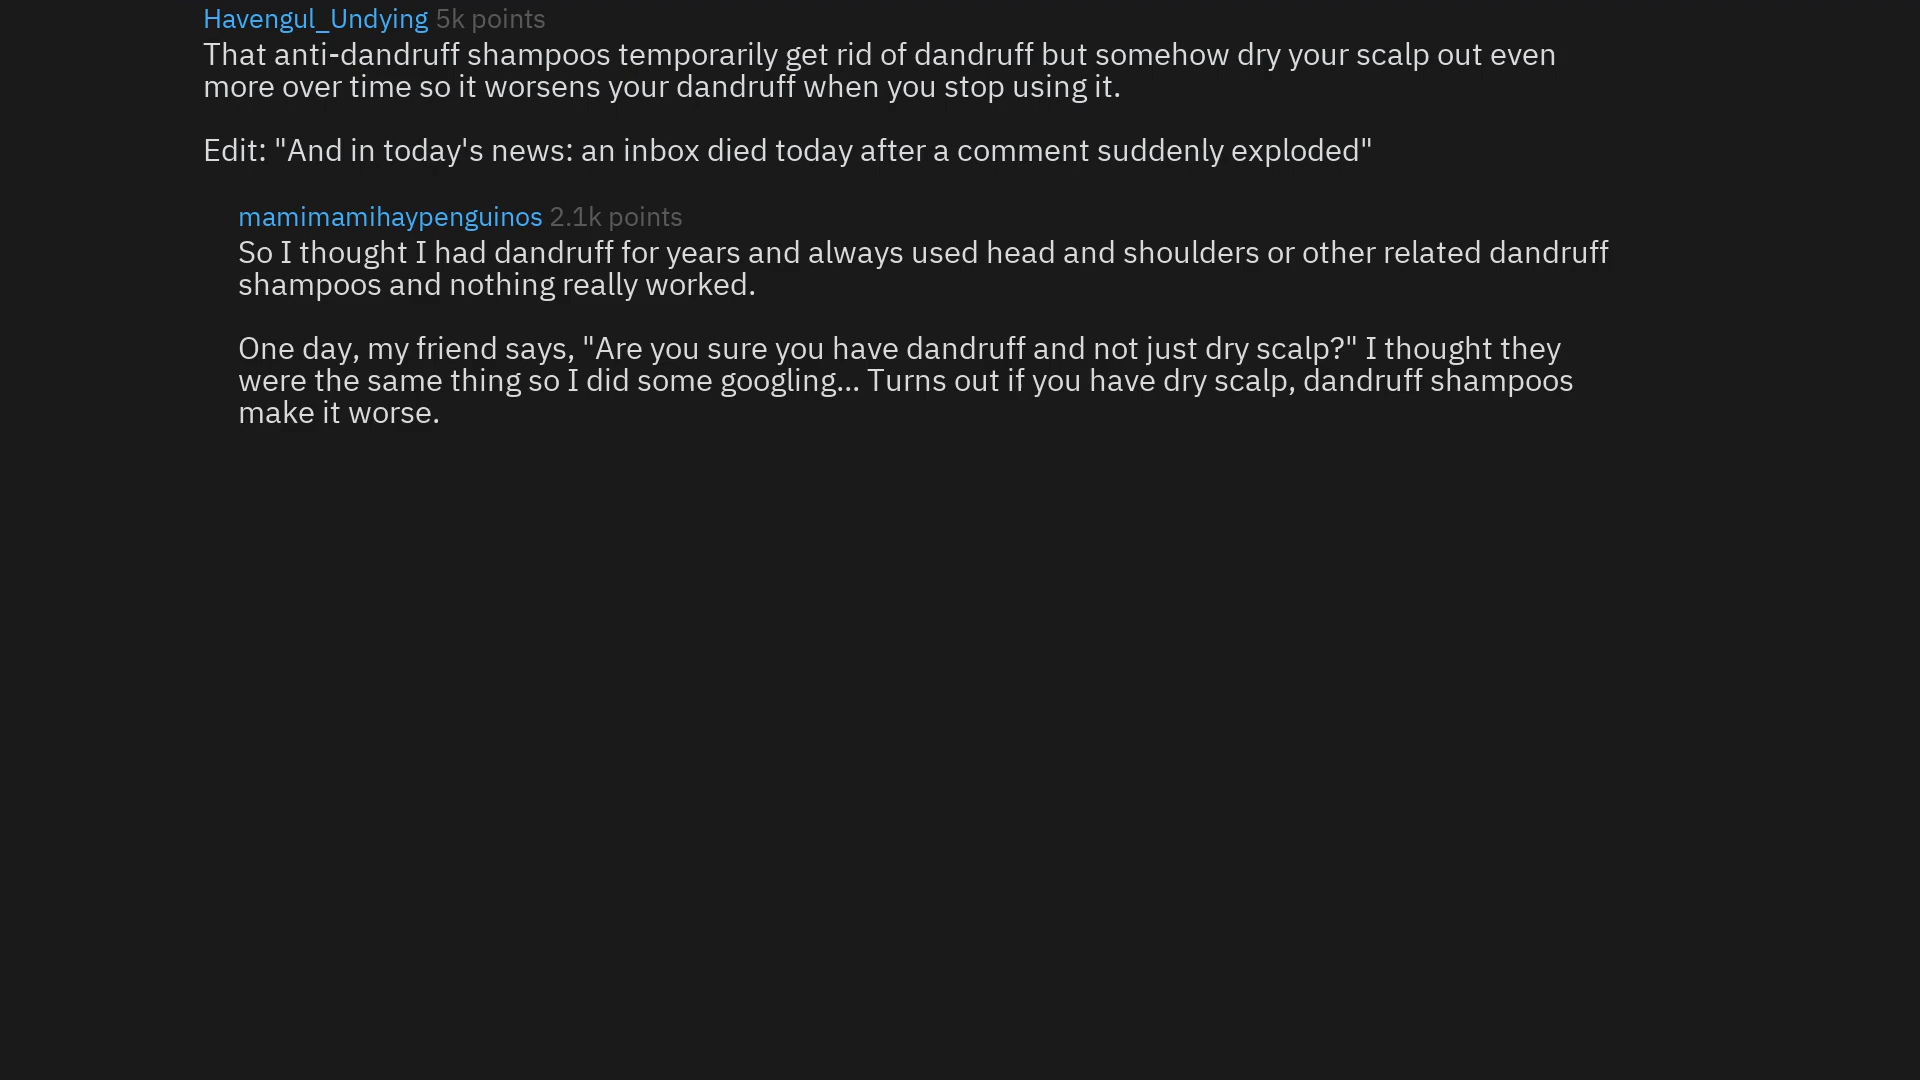 Havengul_Undying 5k points
That anti-dandruff shampoos temporarily get rid of dandruff but somehow dry your scalp out even
more over time so it worsens your dandruff when you stop using it.
Edit: "And in today's news: an inbox died today after a comment suddenly exploded"
mamimamihaypenguinos 2.1k points
So I thought I had dandruff for years and always used head and shoulders or other related dandruff
shampoos and nothing really worked.
One day, my friend says, "Are you sure you have dandruff and not just dry scalp?" I thought they
were the same thing so I did some googling... Turns out if you have dry scalp, dandruff shampoos
make it worse.